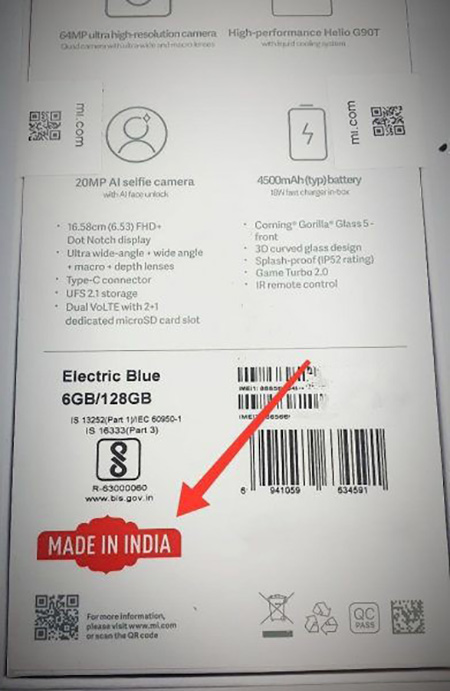 64MP ultra high-resolution camera
Quad camera with ultra-wide and macro lenses
High-performance Helio G90T
with liquid cooling system
mi.com
mi.com
20MP AI selfie camera
with AI face unlock
4500mAh (typ) battery
18W fast charger in-box
• 16.58cm (6.53) FHD+
Dot Notch display
• Ultra wide-angle + wide angle
+ macro + depth lenses
• Type-C connector
• UFS 2.1 storage
• Dual VoLTE with 2+1
dedicated microSD card slot
• Corning® Gorilla® Glass 5 -
front
• 3D curved glass design
• Splash-proof (IP52 rating)
• Game Turbo 2.0
• IR remote control
Electric Blue
6GB/128GB
IS 13252(Part 1)/IEC 60950-1
IS 16333(Part 3)
R-63000060
www.bis.gov.in
IMEI1:
6 941059 634591
MADE IN INDIA
For more information,
please visit www.mi.com
or scan the QR code
QC
PASS